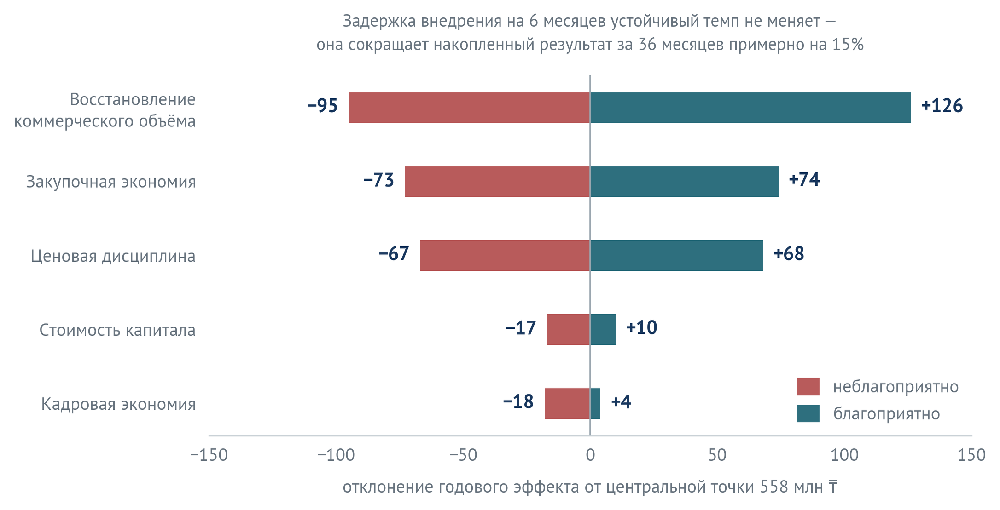 Задержка внедрения на 6 месяцев устойчивый темп не меняет —
она сокращает накопленный результат за 36 месяцев примерно на 15%
Восстановление
коммерческого объёма
−95
+126
Закупочная экономия
−73
+74
Ценовая дисциплина
−67
+68
Стоимость капитала
−17
+10
Кадровая экономия
−18
+4
неблагоприятно
благоприятно
−150
−100
−50
0
50
100
150
отклонение годового эффекта от центральной точки 558 млн ₸